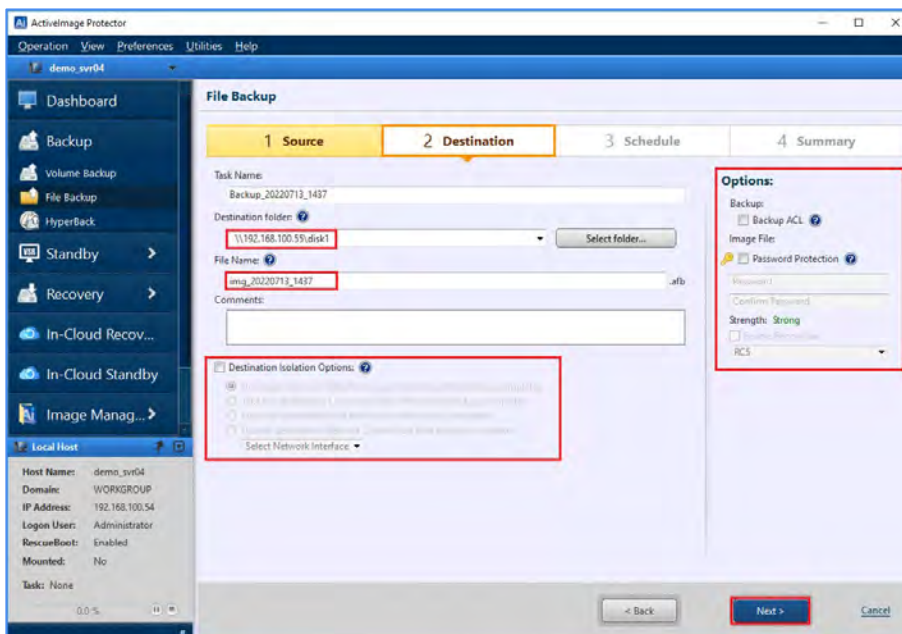 ActiveImage Protector
Operation View Preferences Utilities Help
demo_svr04
Dashboard
Backup
Volume Backup
File Backup
HyperBack
Standby
Recovery
In-Cloud Recov...
In-Cloud Standby
Image Manag...
Local Host
Host Name: demo_svr04
Domain: WORKGROUP
IP Address: 192.168.100.54
Logon User: Administrator
RescueBoot: Enabled
Mounted: No
Task: None
0.0 %
File Backup
1 Source
2 Destination
3 Schedule
4 Summary
Task Name:
Backup_20220713_1437
Destination folder:
\\192.168.100.55\disk1
Select folder...
File Name:
img_20220713_1437
.afb
Comments:
Destination Isolation Options:
Select Network Interface
Options:
Backup:
Backup ACL
Image File:
Password Protection
Password
Confirm Password
Strength: Strong
RC5
< Back
Next >
Cancel